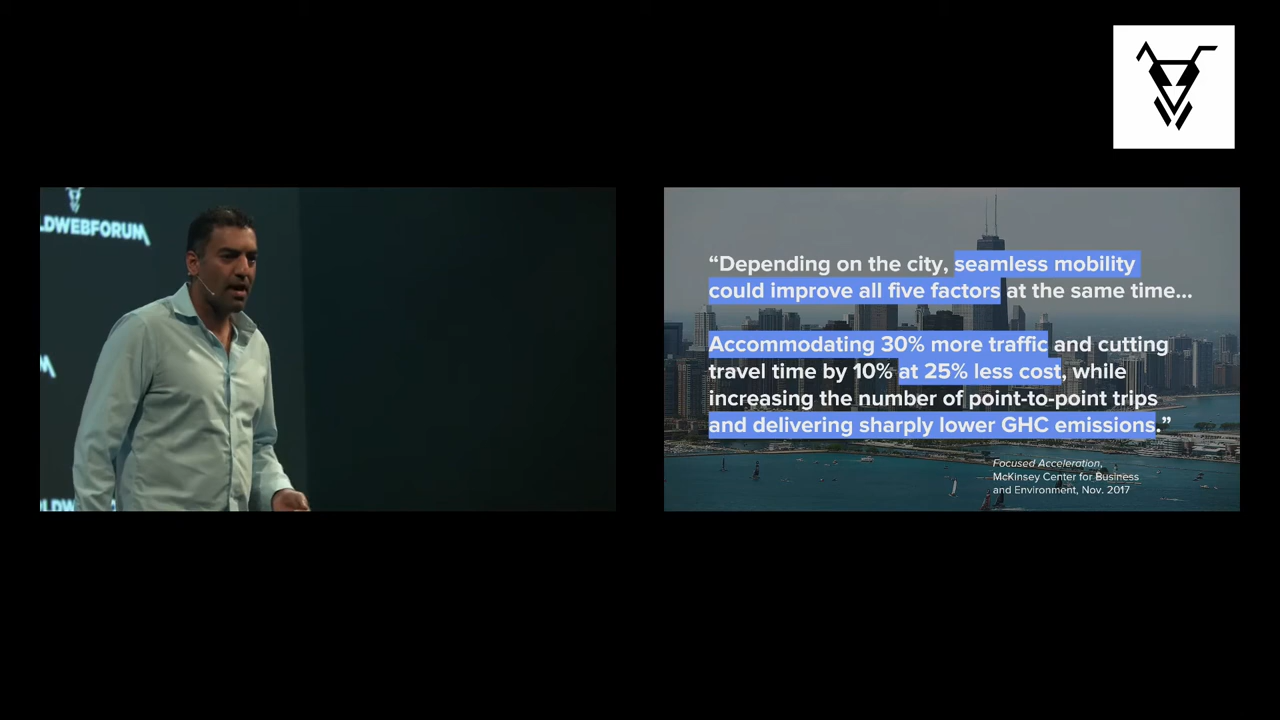 LDWEBFORUM
M
LDW
“Depending on the city, seamless mobility
could improve all five factors at the same time...
Accommodating 30% more traffic and cutting
travel time by 10% at 25% less cost, while
increasing the number of point-to-point trips
and delivering sharply lower GHC emissions.”
Focused Acceleration,
McKinsey Center for Business
and Environment, Nov. 2017